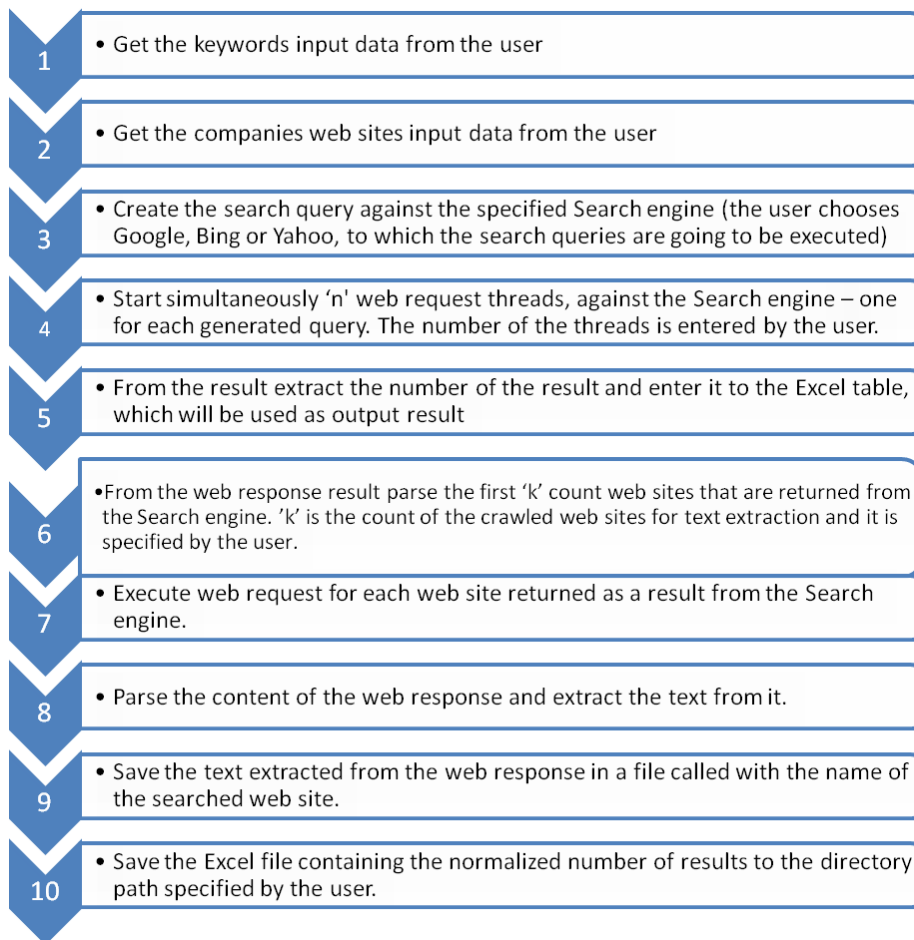 1
• Get the keywords input data from the user
2
• Get the companies web sites input data from the user
3
• Create the search query against the specified Search engine (the user chooses
Google, Bing or Yahoo, to which the search queries are going to be executed)
4
• Start simultaneously ‘n' web request threads, against the Search engine – one
for each generated query. The number of the threads is entered by the user.
5
• From the result extract the number of the result and enter it to the Excel table,
which will be used as output result
6
•From the web response result parse the first ‘k’ count web sites that are returned from
the Search engine. ’k’ is the count of the crawled web sites for text extraction and it is
specified by the user.
7
• Execute web request for each web site returned as a result from the Search
engine.
8
• Parse the content of the web response and extract the text from it.
9
• Save the text extracted from the web response in a file called with the name of
the searched web site.
10
• Save the Excel file containing the normalized number of results to the directory
path specified by the user.